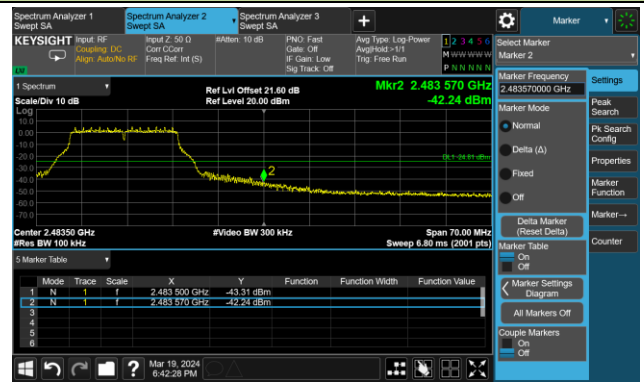 Spectrum Analyzer 1
Swept SA
Spectrum Analyzer 2
Swept SA
Spectrum Analyzer 3
Swept SA
Marker
KEYSIGHT
Input: RF
Coupling: DC
Align: Auto/No RF
Input Z: 50 Ω
Corr CCorr
Freq Ref: Int (S)
#Atten: 10 dB
PNO: Fast
Gate: Off
IF Gain: Low
Sig Track: Off
Avg Type: Log-Power
Avg|Hold:>1/1
Trig: Free Run
1 2 3 4 5 6
M W W W W W
P N N N N N
LW
Select Marker
Marker 2
1 Spectrum
Scale/Div 10 dB
Ref Lvl Offset 21.60 dB
Ref Level 20.00 dBm
Mkr2 2.483 570 GHz
-42.24 dBm
Log
10.0
0.00
-10.0
-20.0
-30.0
-40.0
-50.0
-60.0
-70.0
DL1 -24.81 dBm
2
Center 2.48350 GHz
#Res BW 100 kHz
#Video BW 300 kHz
Span 70.00 MHz
Sweep 6.80 ms (2001 pts)
5 Marker Table
Mode Trace Scale X Y Function Function Width Function Value
1 N 1 f 2.483 500 GHz -43.31 dBm
2 N 1 f 2.483 570 GHz -42.24 dBm
3
4
5
6
Marker Frequency
2.483570000 GHz
Marker Mode
Normal
Delta (Δ)
Fixed
Off
Delta Marker
(Reset Delta)
Marker Table
On
Off
Marker Settings
Diagram
All Markers Off
Couple Markers
On
Off
Settings
Peak
Search
Pk Search
Config
Properties
Marker
Function
Marker→
Counter
?
Mar 19, 2024
6:42:28 PM